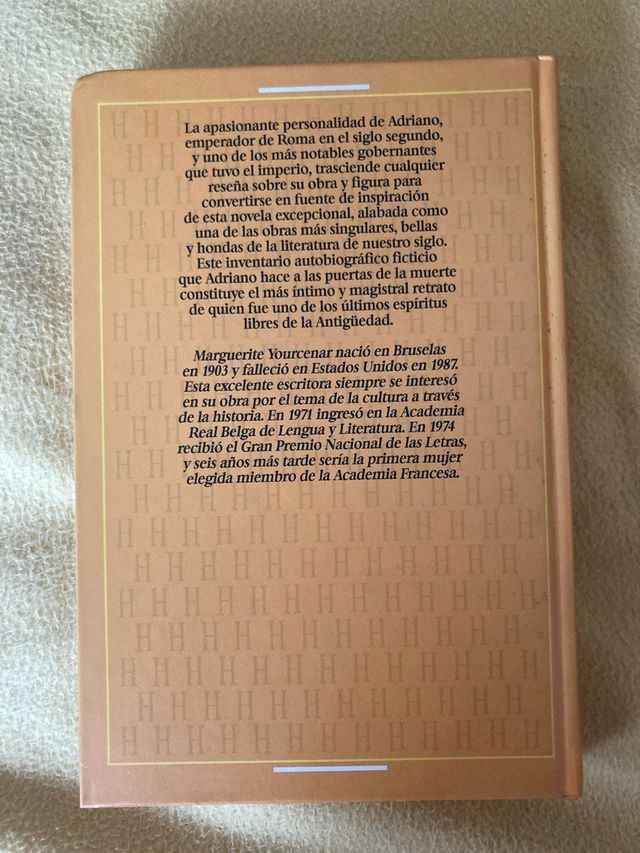 La apasionante personalidad de Adriano,
emperador de Roma en el siglo segundo,
y uno de los más notables gobernantes
que tuvo el imperio, trasciende cualquier
reseña sobre su obra y figura para
convertirse en fuente de inspiración
de esta novela excepcional, alabada como
una de las obras más singulares, bellas
y hondas de la literatura de nuestro siglo.
Este inventario autobiográfico ficticio
que Adriano hace a las puertas de la muerte
constituye el más íntimo y magistral retrato
de quien fue uno de los últimos espíritus
libres de la Antigüedad.
Marguerite Yourcenar nació en Bruselas
en 1903 y falleció en Estados Unidos en 1987.
Esta excelente escritora siempre se interesó
en su obra por el tema de la cultura a través
de la historia. En 1971 ingresó en la Academia
Real Belga de Lengua y Literatura. En 1974
recibió el Gran Premio Nacional de las Letras,
y seis años más tarde sería la primera mujer
elegida miembro de la Academia Francesa.